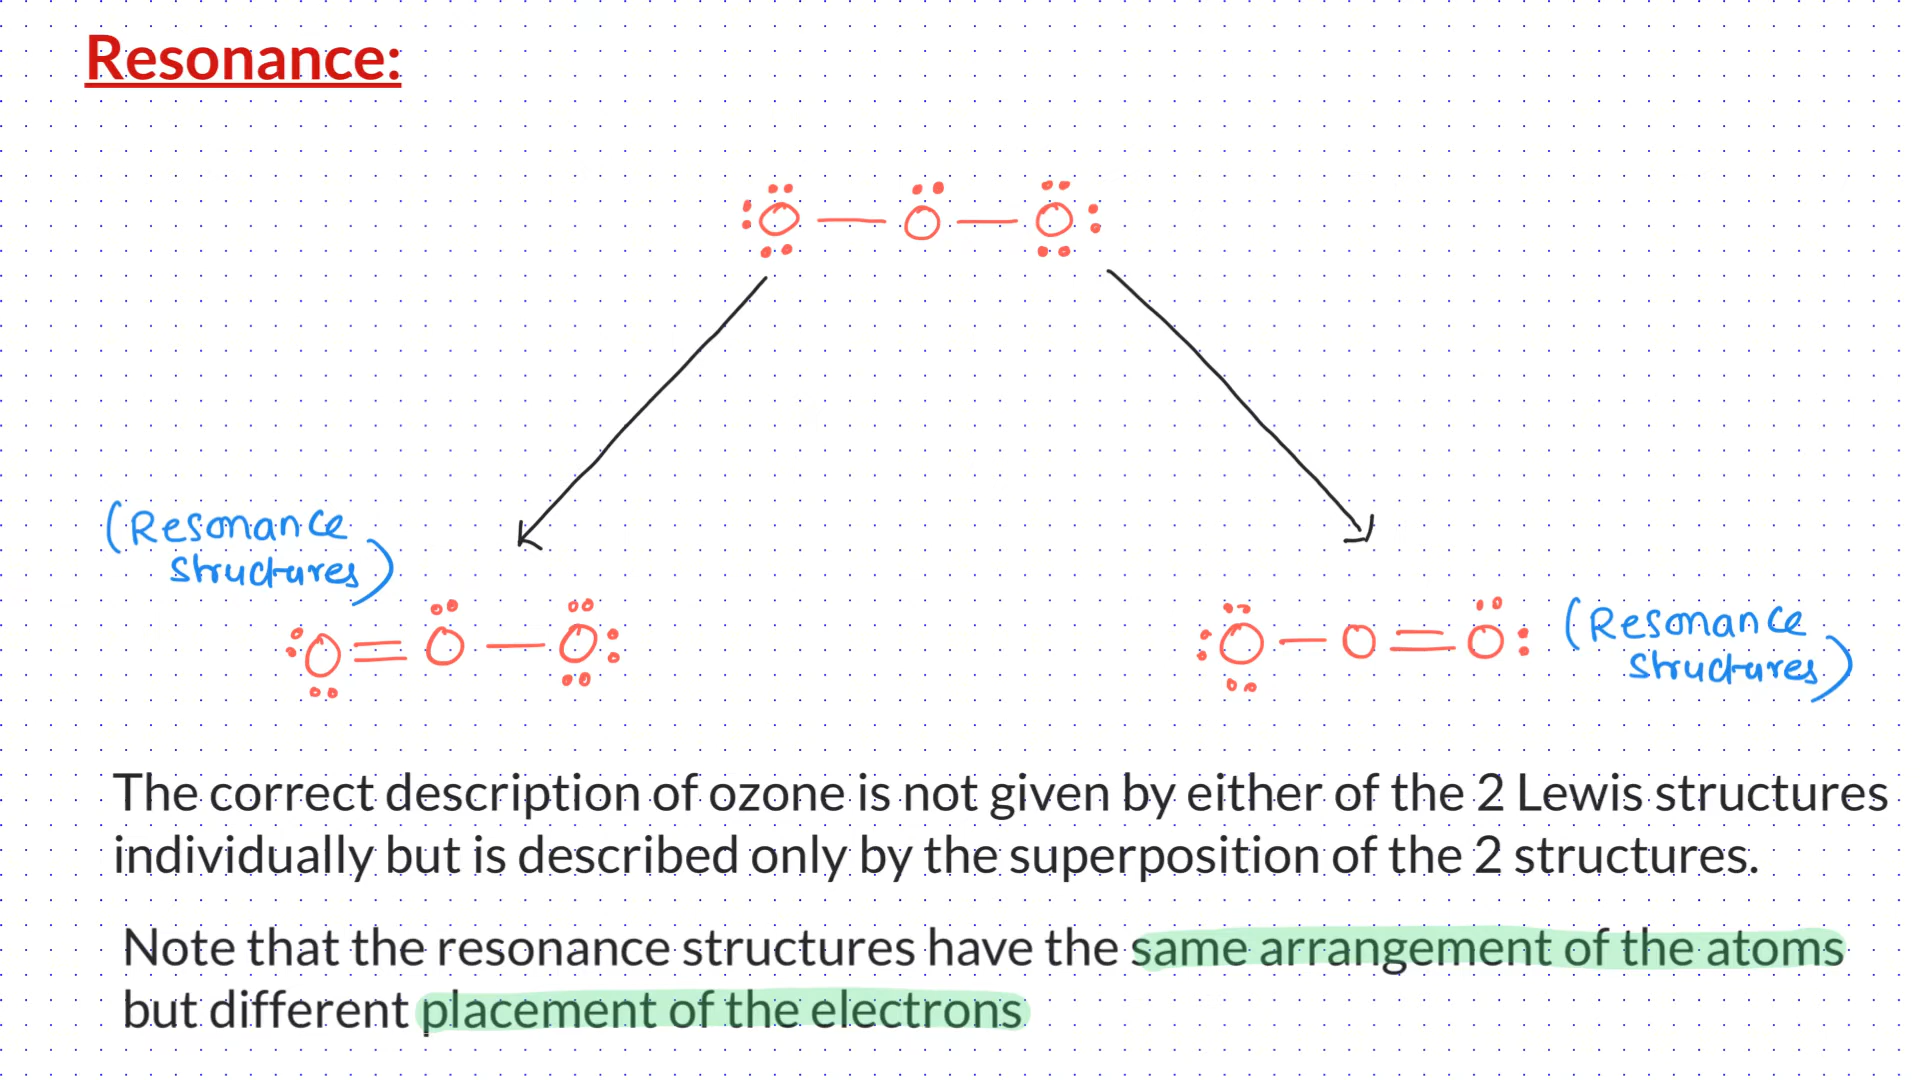 Resonance:
O — O — O
(Resonance
structures)
O = O — O
O — O = O
(Resonance
structures)
The correct description of ozone is not given by either of the 2 Lewis structures
individually but is described only by the superposition of the 2 structures.
Note that the resonance structures have the same arrangement of the atoms
but different placement of the electrons